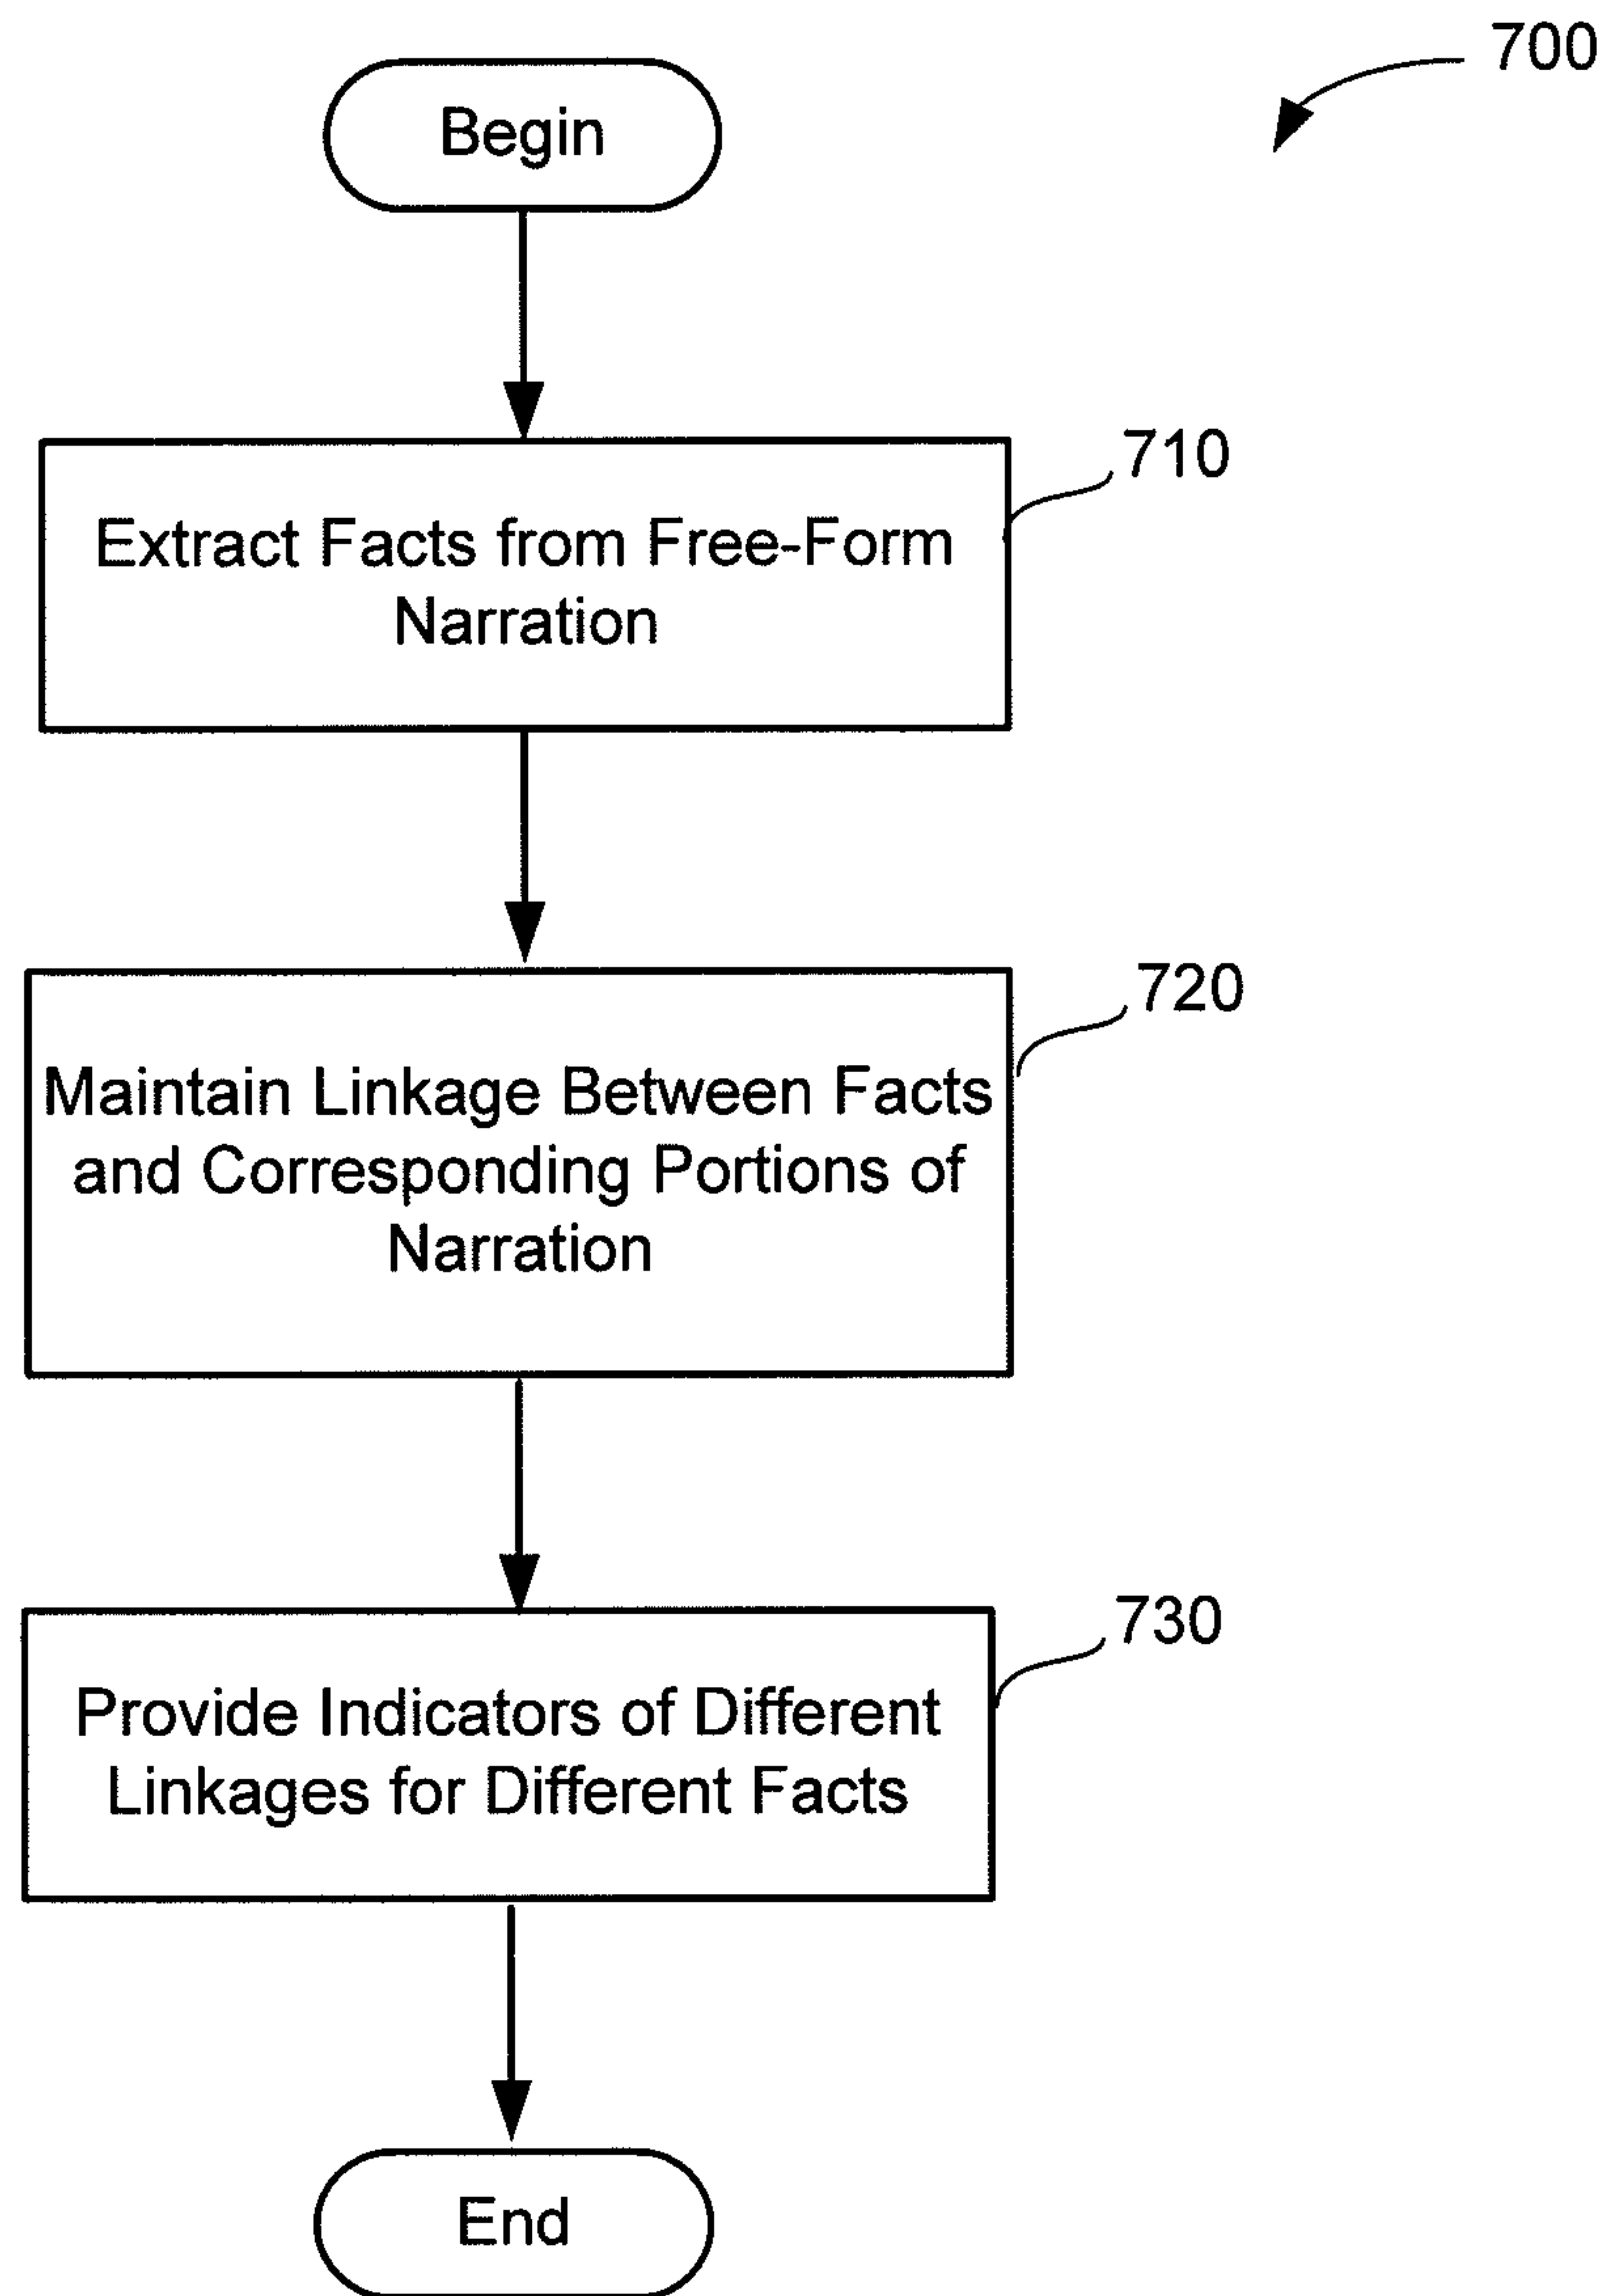 700
Begin
710
Extract Facts from Free-Form
Narration
720
Maintain Linkage Between Facts
and Corresponding Portions of
Narration
730
Provide Indicators of Different
Linkages for Different Facts
End